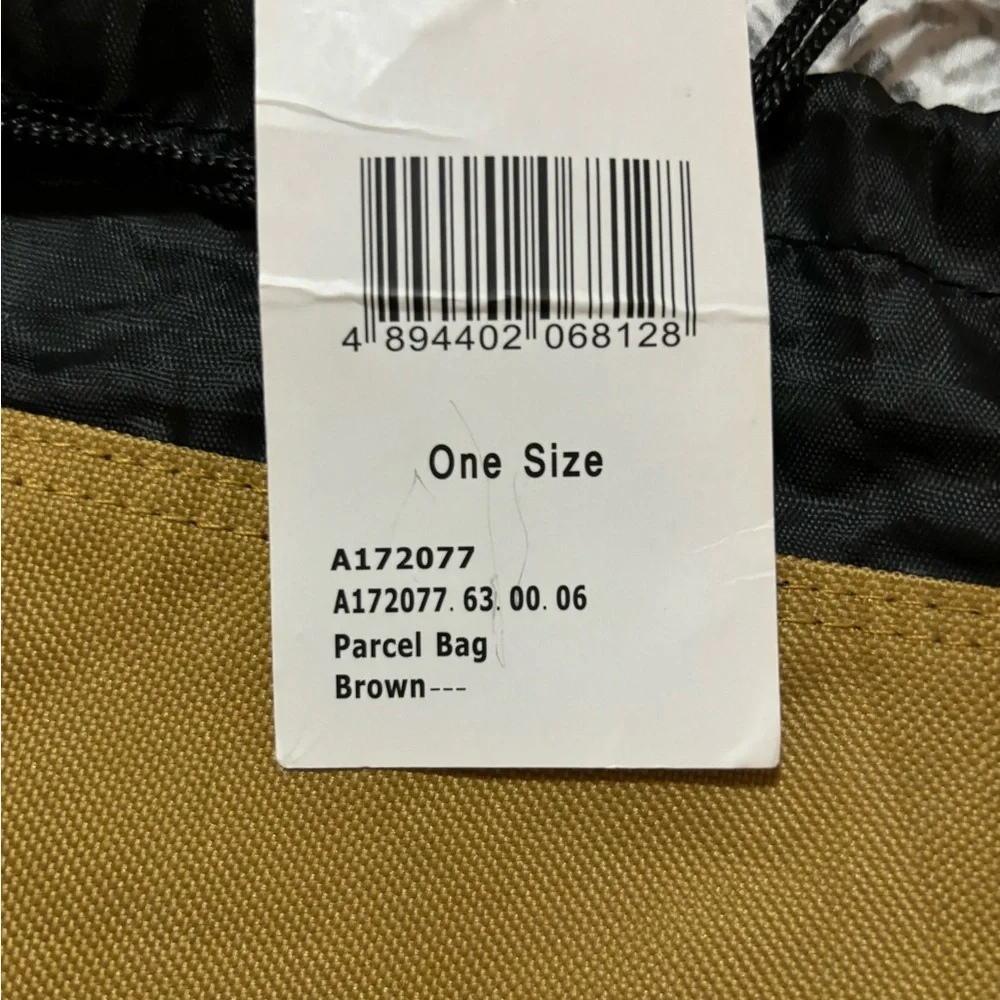 4 894402 068128
One Size
A172077
A172077.63.00.06
Parcel Bag
Brown---